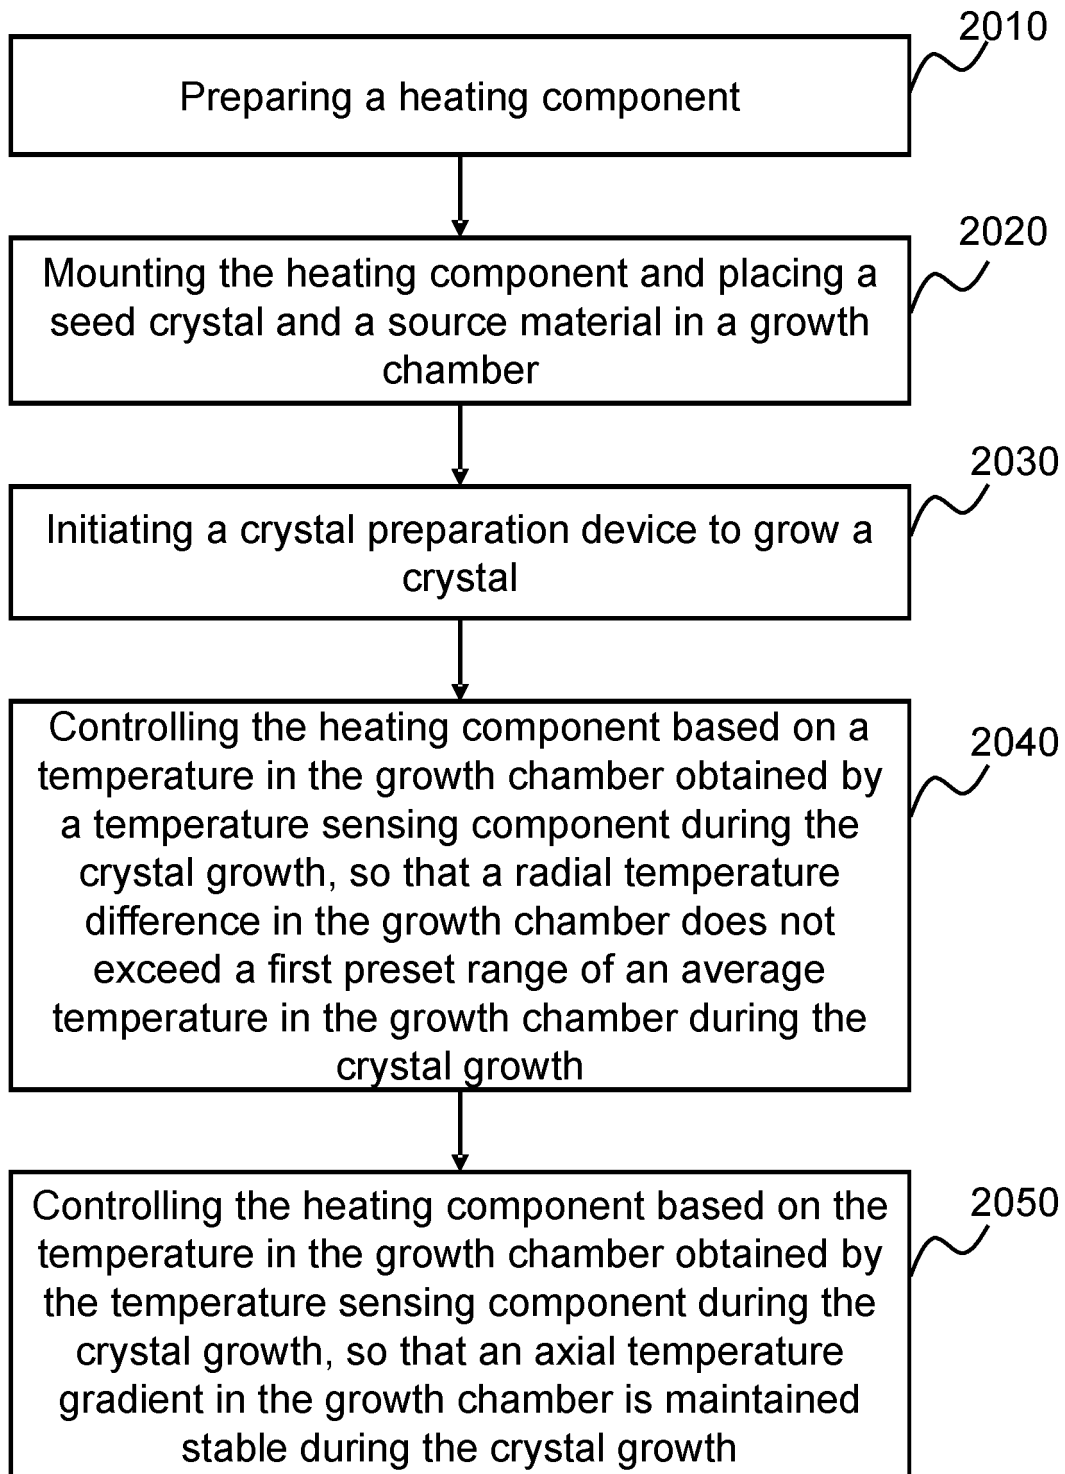 2010
Preparing a heating component
2020
Mounting the heating component and placing a
seed crystal and a source material in a growth
chamber
2030
Initiating a crystal preparation device to grow a
crystal
2040
Controlling the heating component based on a
temperature in the growth chamber obtained by
a temperature sensing component during the
crystal growth, so that a radial temperature
difference in the growth chamber does not
exceed a first preset range of an average
temperature in the growth chamber during the
crystal growth
2050
Controlling the heating component based on the
temperature in the growth chamber obtained by
the temperature sensing component during the
crystal growth, so that an axial temperature
gradient in the growth chamber is maintained
stable during the crystal growth